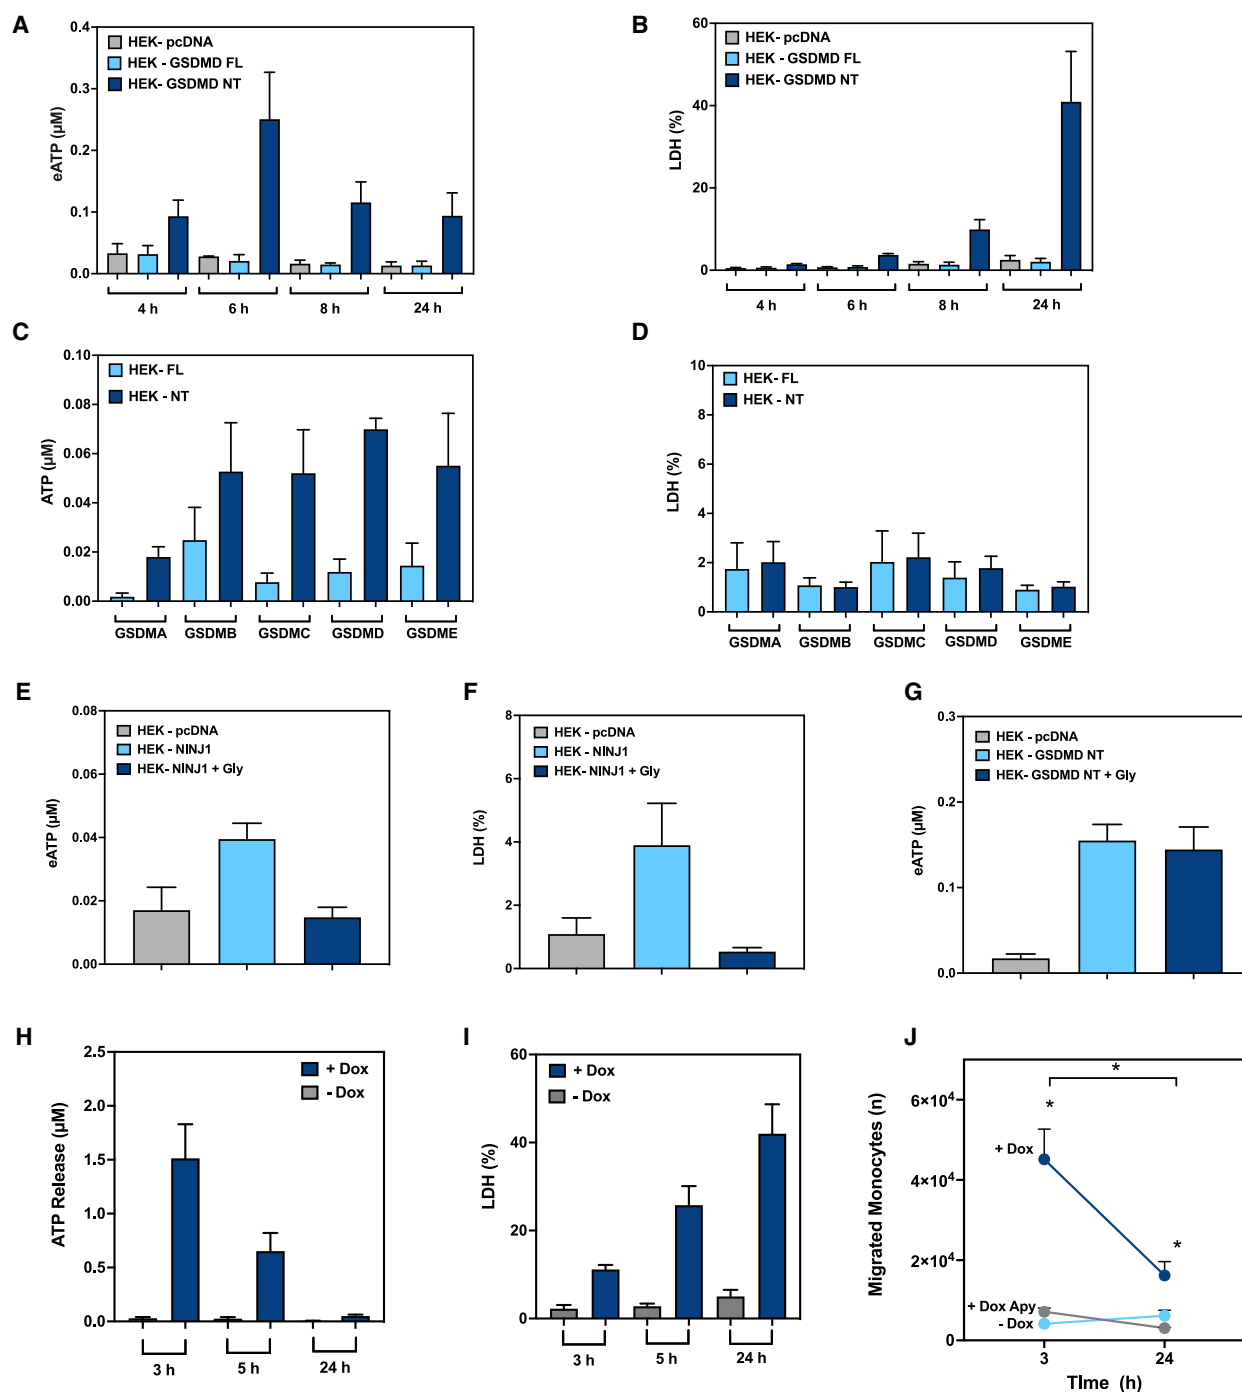 A
HEK- pcDNA
HEK - GSDMD FL
HEK- GSDMD NT
eATP (µM)
0.4
0.3
0.2
0.1
0.0
4 h
6 h
8 h
24 h
B
HEK- pcDNA
HEK - GSDMD FL
HEK- GSDMD NT
LDH (%)
60
40
20
0
4 h
6 h
8 h
24 h
C
HEK- FL
HEK - NT
ATP (µM)
0.10
0.08
0.06
0.04
0.02
0.00
GSDMA
GSDMB
GSDMC
GSDMD
GSDME
D
HEK- FL
HEK - NT
LDH (%)
10
8
6
4
2
0
GSDMA
GSDMB
GSDMC
GSDMD
GSDME
E
HEK - pcDNA
HEK - NINJ1
HEK- NINJ1 + Gly
eATP (µM)
0.08
0.06
0.04
0.02
0.00
F
HEK - pcDNA
HEK - NINJ1
HEK- NINJ1 + Gly
LDH (%)
8
6
4
2
0
G
HEK - pcDNA
HEK - GSDMD NT
HEK- GSDMD NT + Gly
eATP (µM)
0.3
0.2
0.1
0.0
H
+ Dox
- Dox
ATP Release (µM)
2.5
2.0
1.5
1.0
0.5
0.0
3 h
5 h
24 h
I
+ Dox
- Dox
LDH (%)
60
40
20
0
3 h
5 h
24 h
J
*
*
*
+ Dox
+ Dox Apy
- Dox
Migrated Monocytes (n)
6×10⁴
4×10⁴
2×10⁴
0
3
24
TIme (h)